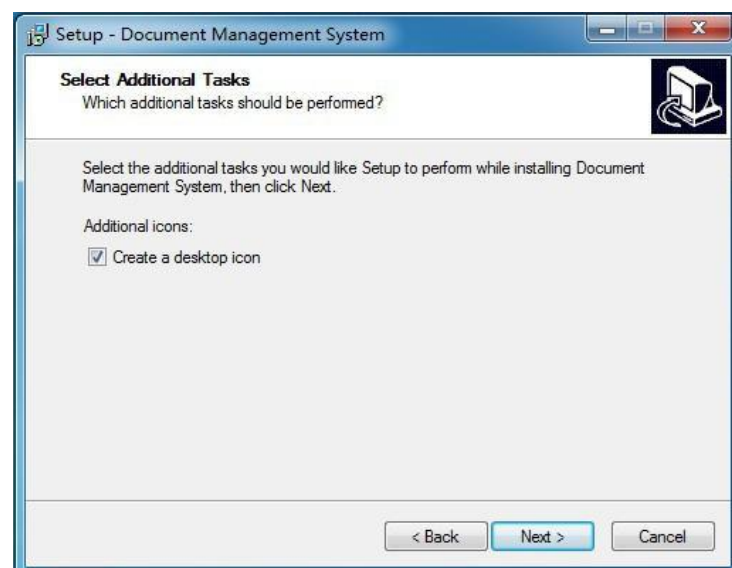 Setup - Document Management System
Select Additional Tasks
Which additional tasks should be performed?
Select the additional tasks you would like Setup to perform while installing Document
Management System, then click Next.
Additional icons:
Create a desktop icon
< Back
Next >
Cancel